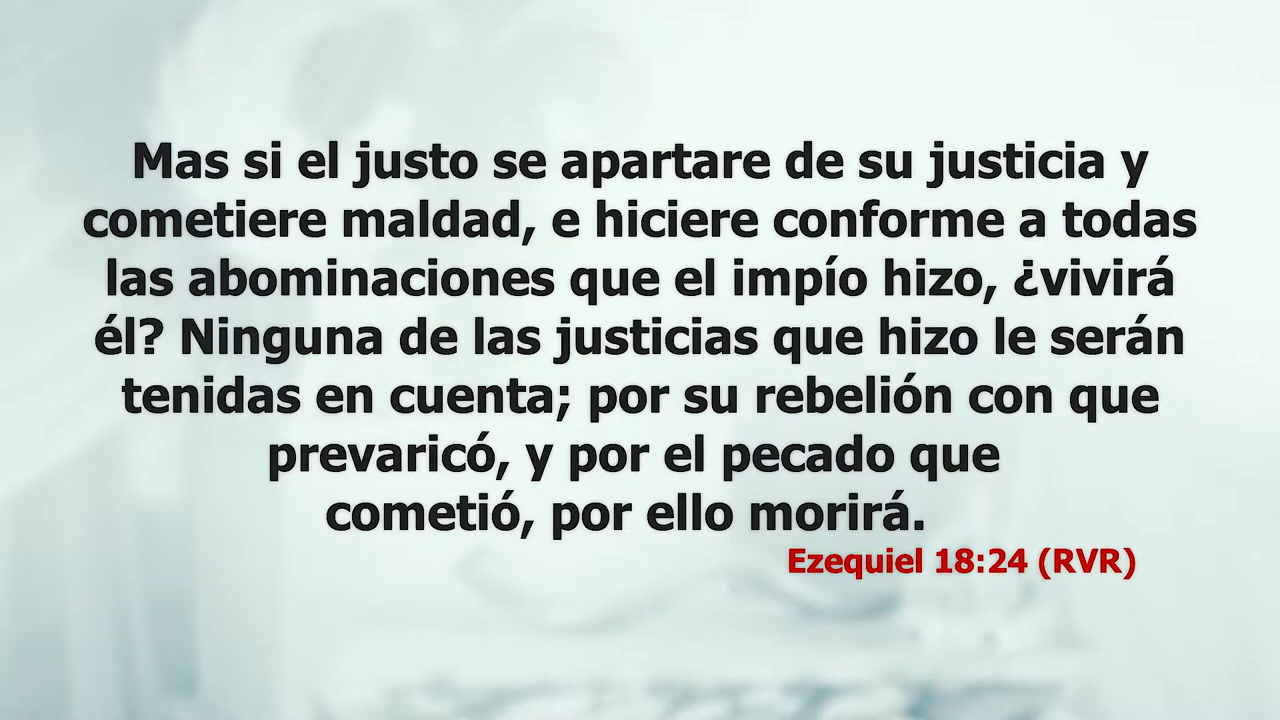 Mas si el justo se apartare de su justicia y
cometiere maldad, e hiciere conforme a todas
las abominaciones que el impío hizo, ¿vivirá
él? Ninguna de las justicias que hizo le serán
tenidas en cuenta; por su rebelión con que
prevaricó, y por el pecado que
cometió, por ello morirá.
Ezequiel 18:24 (RVR)